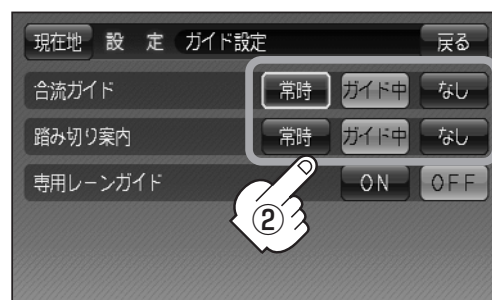 現在地 設 定 ガイド設定 戻る
合流ガイド 常時 ガイド中 なし
踏み切り案内 常時 ガイド中 なし
専用レーンガイド ON OFF
②